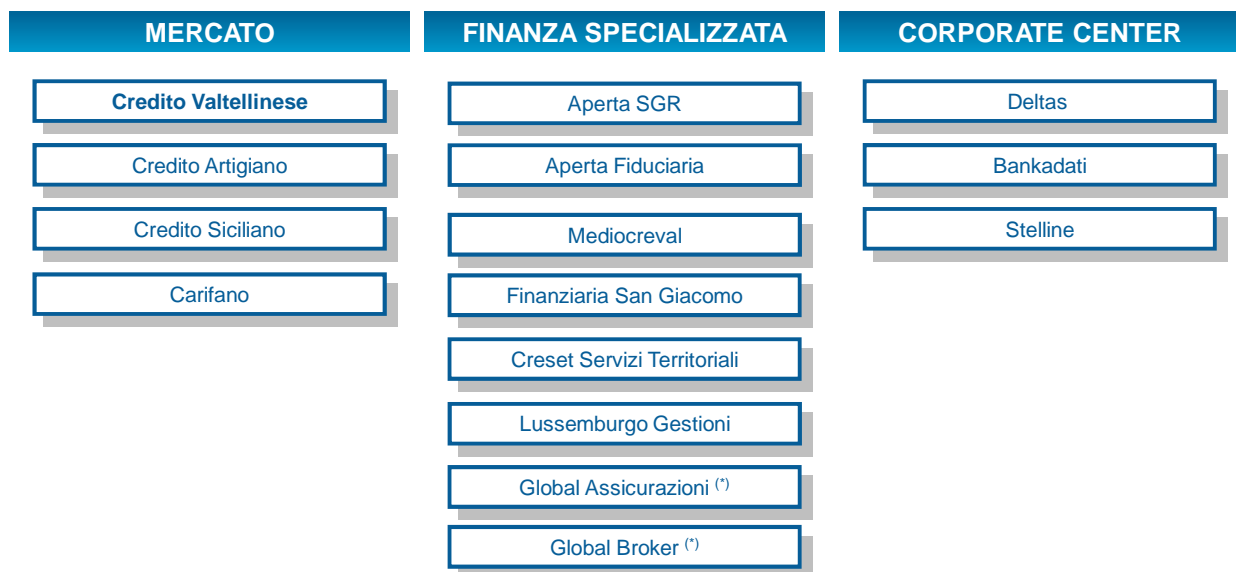 MERCATO
Credito Valtellinese
Credito Artigiano
Credito Siciliano
Carifano
FINANZA SPECIALIZZATA
Aperta SGR
Aperta Fiduciaria
Mediocreval
Finanziaria San Giacomo
Creset Servizi Territoriali
Lussemburgo Gestioni
Global Assicurazioni (*)
Global Broker (*)
CORPORATE CENTER
Deltas
Bankadati
Stelline